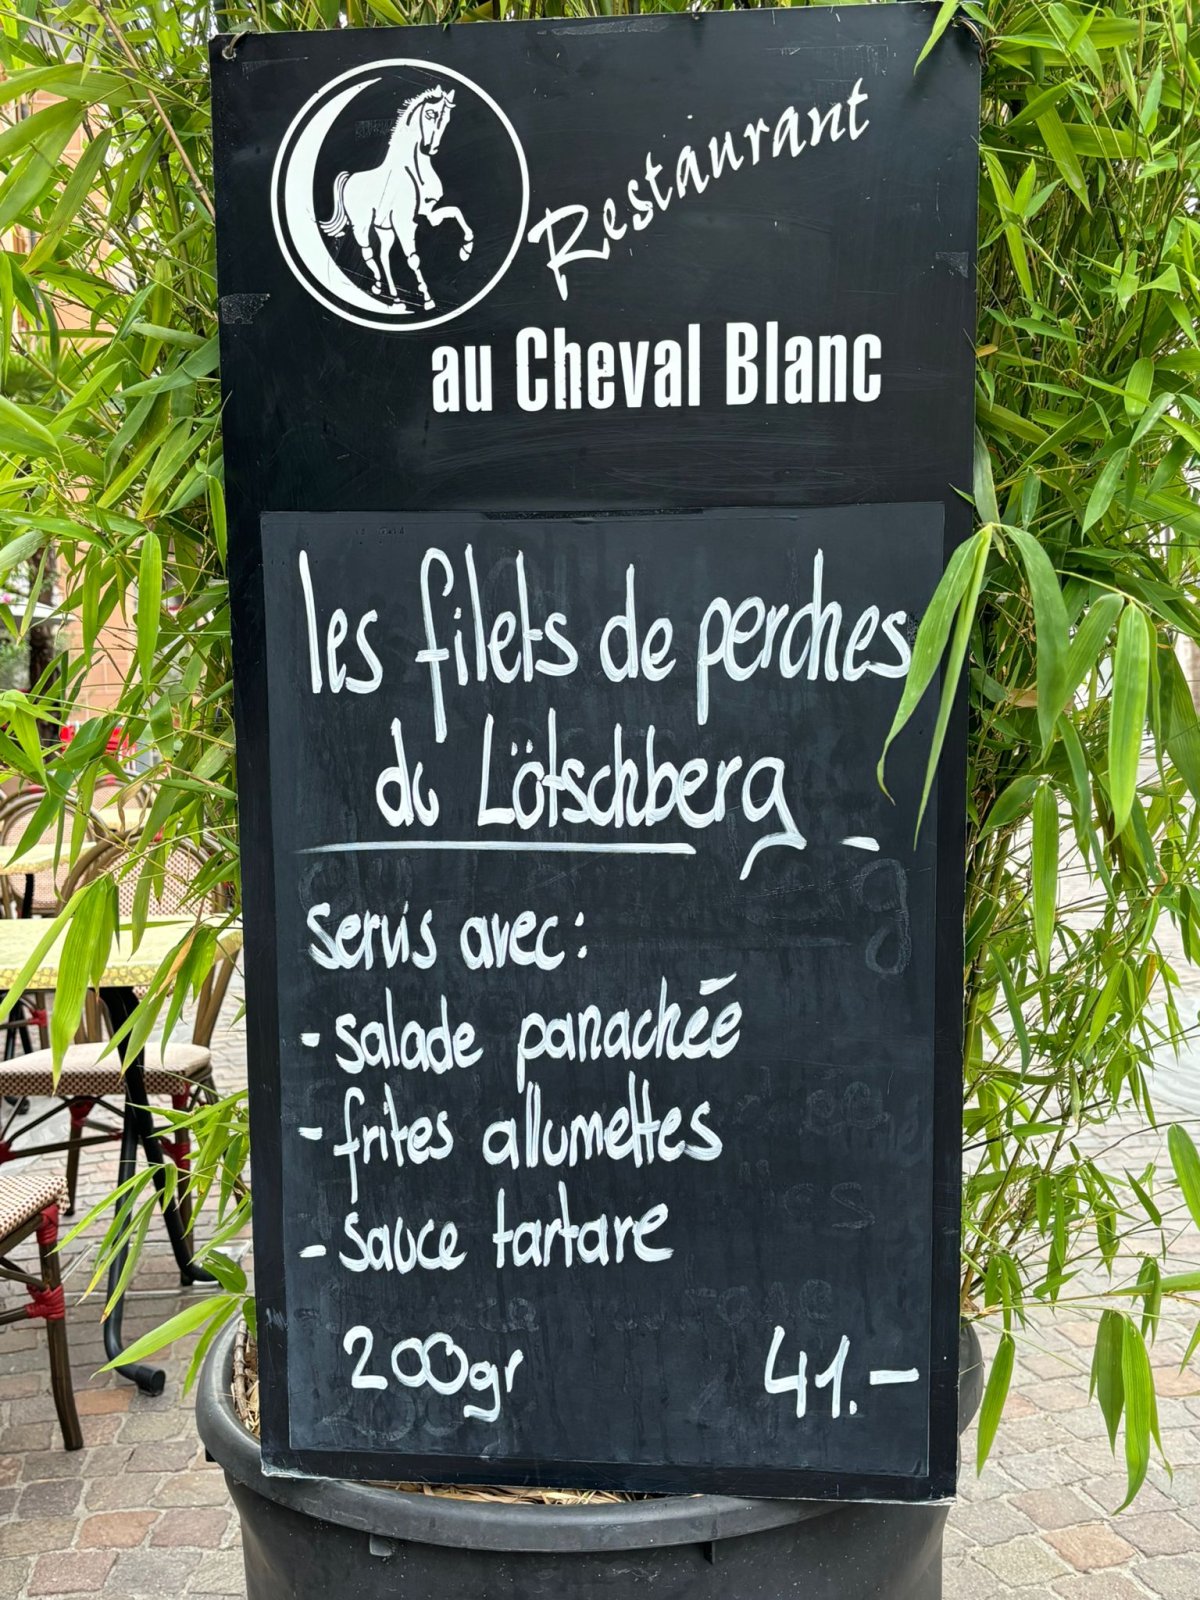 Restaurant
au Cheval Blanc
les filets de perches
du Lötschberg
servis avec :
- salade panachée
- frites allumettes
- sauce tartare
200gr 41.-